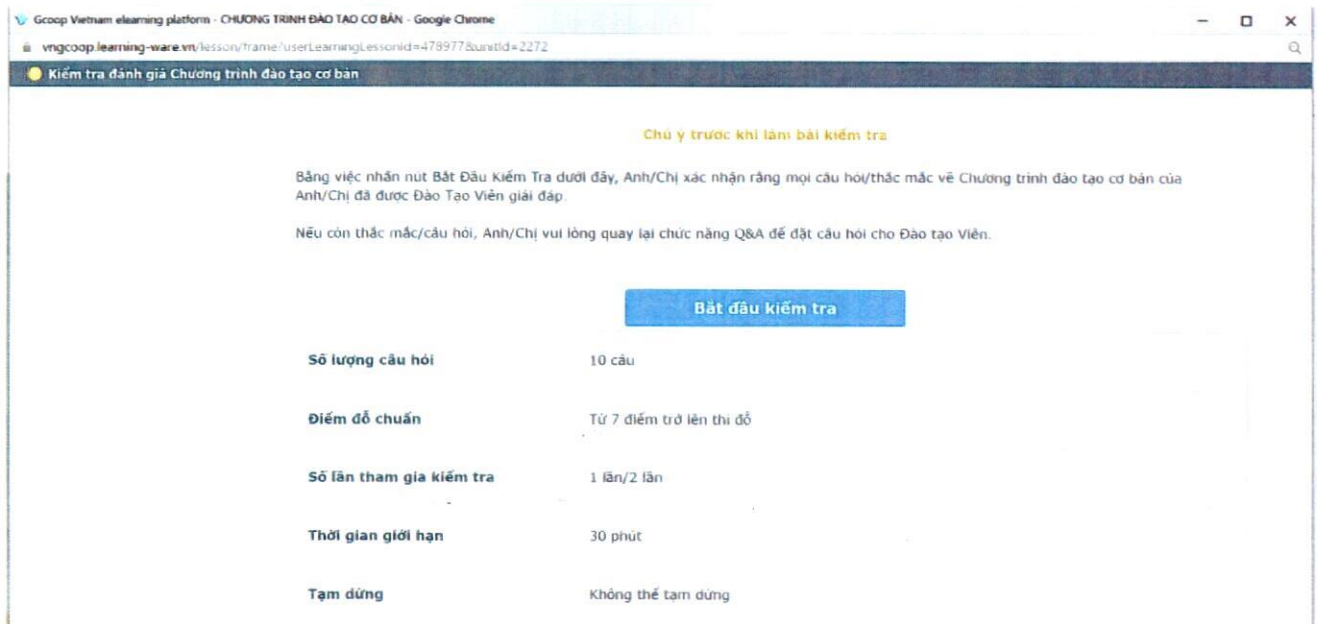 Gcoop Vietnam elearning platform - CHƯƠNG TRÌNH ĐÀO TẠO CƠ BẢN - Google Chrome
vngcoop.learning-ware.vn/lesson/frame?userLearningLessonId=478977&unitId=2272
Kiểm tra đánh giá Chương trình đào tạo cơ bản
Chú ý trước khi làm bài kiểm tra
Bằng việc nhấn nút Bắt Đầu Kiểm Tra dưới đây, Anh/Chị xác nhận rằng mọi câu hỏi/thắc mắc về Chương trình đào tạo cơ bản của
Anh/Chị đã được Đào Tạo Viên giải đáp.
Nếu còn thắc mắc/câu hỏi, Anh/Chị vui lòng quay lại chức năng Q&A để đặt câu hỏi cho Đào tạo Viên.
Bắt đầu kiểm tra
Số lượng câu hỏi 10 câu
Điểm đỗ chuẩn Từ 7 điểm trở lên thi đỗ
Số lần tham gia kiểm tra 1 lần/2 lần
Thời gian giới hạn 30 phút
Tạm dừng Không thể tạm dừng